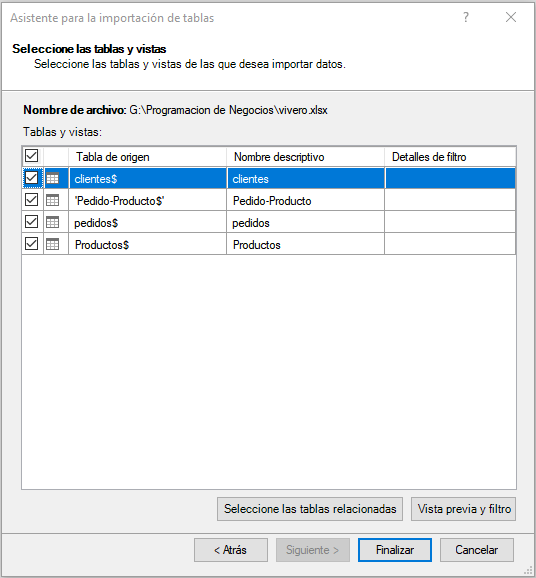 Asistente para la importación de tablas
?
Seleccione las tablas y vistas
Seleccione las tablas y vistas de las que desea importar datos.
Nombre de archivo: G:\Programacion de Negocios\vivero.xlsx
Tablas y vistas:
Tabla de origen Nombre descriptivo Detalles de filtro
clientes$ clientes
'Pedido-Producto$' Pedido-Producto
pedidos$ pedidos
Productos$ Productos
Seleccione las tablas relacionadas Vista previa y filtro
< Atrás Siguiente > Finalizar Cancelar